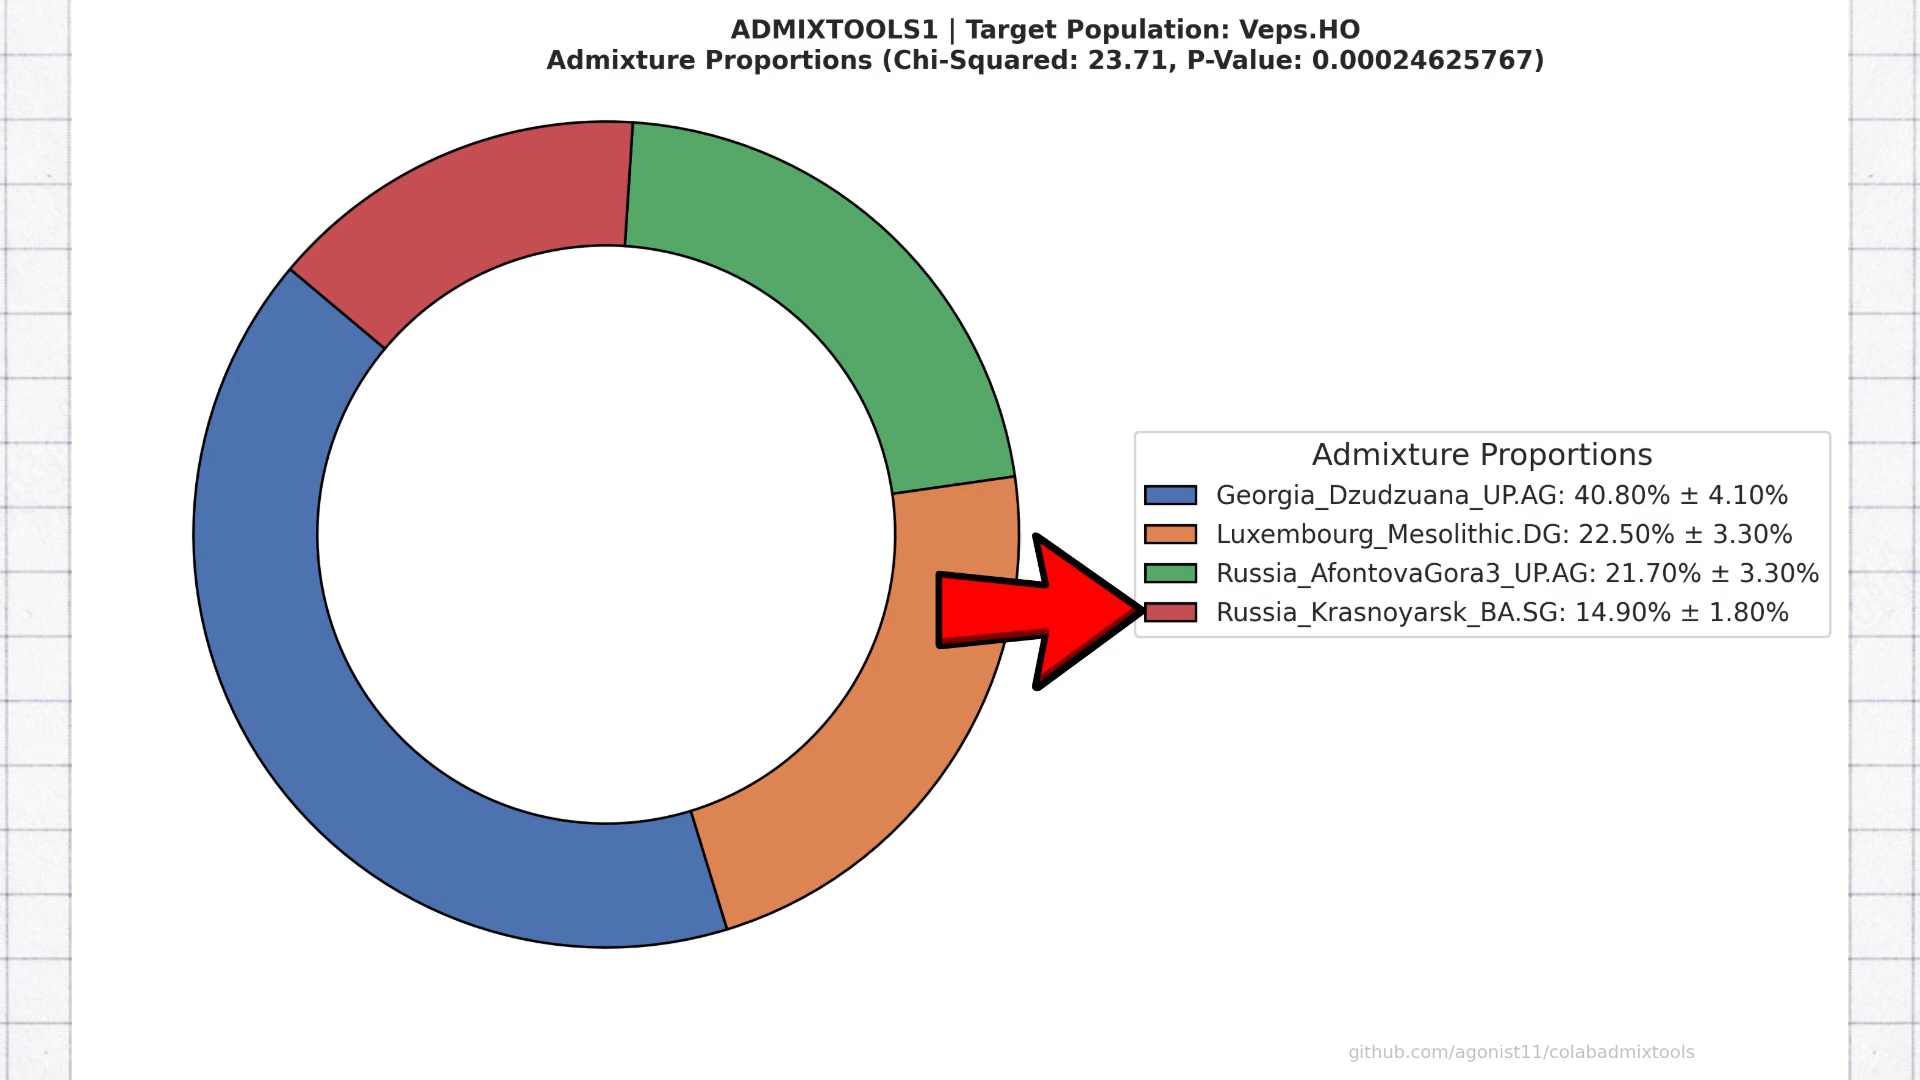 ADMIXTOOLS1 | Target Population: Veps.HO
Admixture Proportions (Chi-Squared: 23.71, P-Value: 0.00024625767)
Admixture Proportions
Georgia_Dzudzuana_UP.AG: 40.80% ± 4.10%
Luxembourg_Mesolithic.DG: 22.50% ± 3.30%
Russia_AfontovaGora3_UP.AG: 21.70% ± 3.30%
Russia_Krasnoyarsk_BA.SG: 14.90% ± 1.80%
github.com/agonist11/colabadmixtools